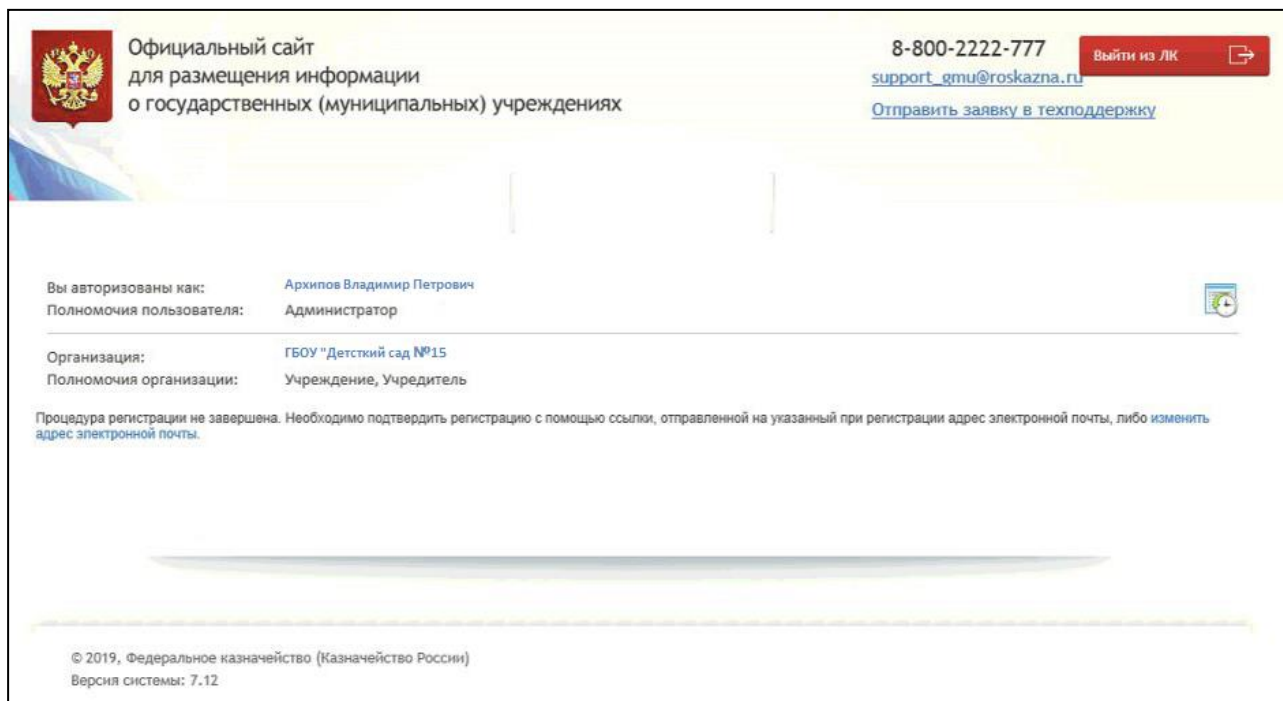 Официальный сайт
для размещения информации
о государственных (муниципальных) учреждениях
8-800-2222-777
support_gmu@roskazna.ru
Отправить заявку в техподдержку
Выйти из ЛК
Вы авторизованы как: Архипов Владимир Петрович
Полномочия пользователя: Администратор
Организация: ГБОУ "Детсткий сад №15
Полномочия организации: Учреждение, Учредитель
Процедура регистрации не завершена. Необходимо подтвердить регистрацию с помощью ссылки, отправленной на указанный при регистрации адрес электронной почты, либо изменить
адрес электронной почты.
© 2019, Федеральное казначейство (Казначейство России)
Версия системы: 7.12